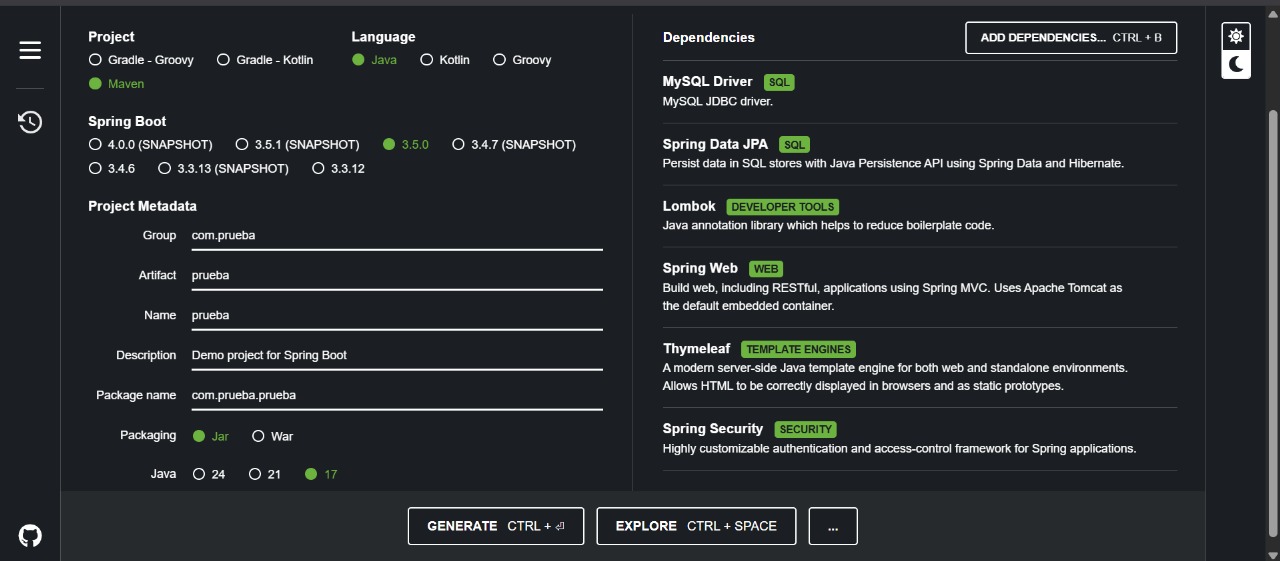 Project
Gradle - Groovy
Gradle - Kotlin
Maven
Language
Java
Kotlin
Groovy
Spring Boot
4.0.0 (SNAPSHOT)
3.5.1 (SNAPSHOT)
3.5.0
3.4.7 (SNAPSHOT)
3.4.6
3.3.13 (SNAPSHOT)
3.3.12
Project Metadata
Group com.prueba
Artifact prueba
Name prueba
Description Demo project for Spring Boot
Package name com.prueba.prueba
Packaging Jar War
Java 24 21 17
Dependencies
ADD DEPENDENCIES... CTRL + B
MySQL Driver SQL
MySQL JDBC driver.
Spring Data JPA SQL
Persist data in SQL stores with Java Persistence API using Spring Data and Hibernate.
Lombok DEVELOPER TOOLS
Java annotation library which helps to reduce boilerplate code.
Spring Web WEB
Build web, including RESTful, applications using Spring MVC. Uses Apache Tomcat as
the default embedded container.
Thymeleaf TEMPLATE ENGINES
A modern server-side Java template engine for both web and standalone environments.
Allows HTML to be correctly displayed in browsers and as static prototypes.
Spring Security SECURITY
Highly customizable authentication and access-control framework for Spring applications.
GENERATE CTRL + ⏎
EXPLORE CTRL + SPACE
...